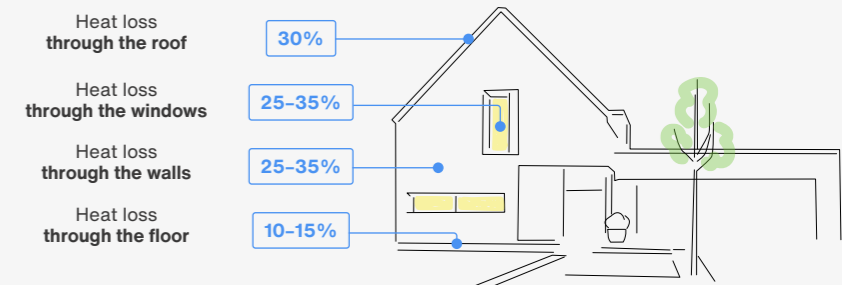 Heat loss
through the roof
30%
Heat loss
through the windows
25–35%
Heat loss
through the walls
25–35%
Heat loss
through the floor
10–15%